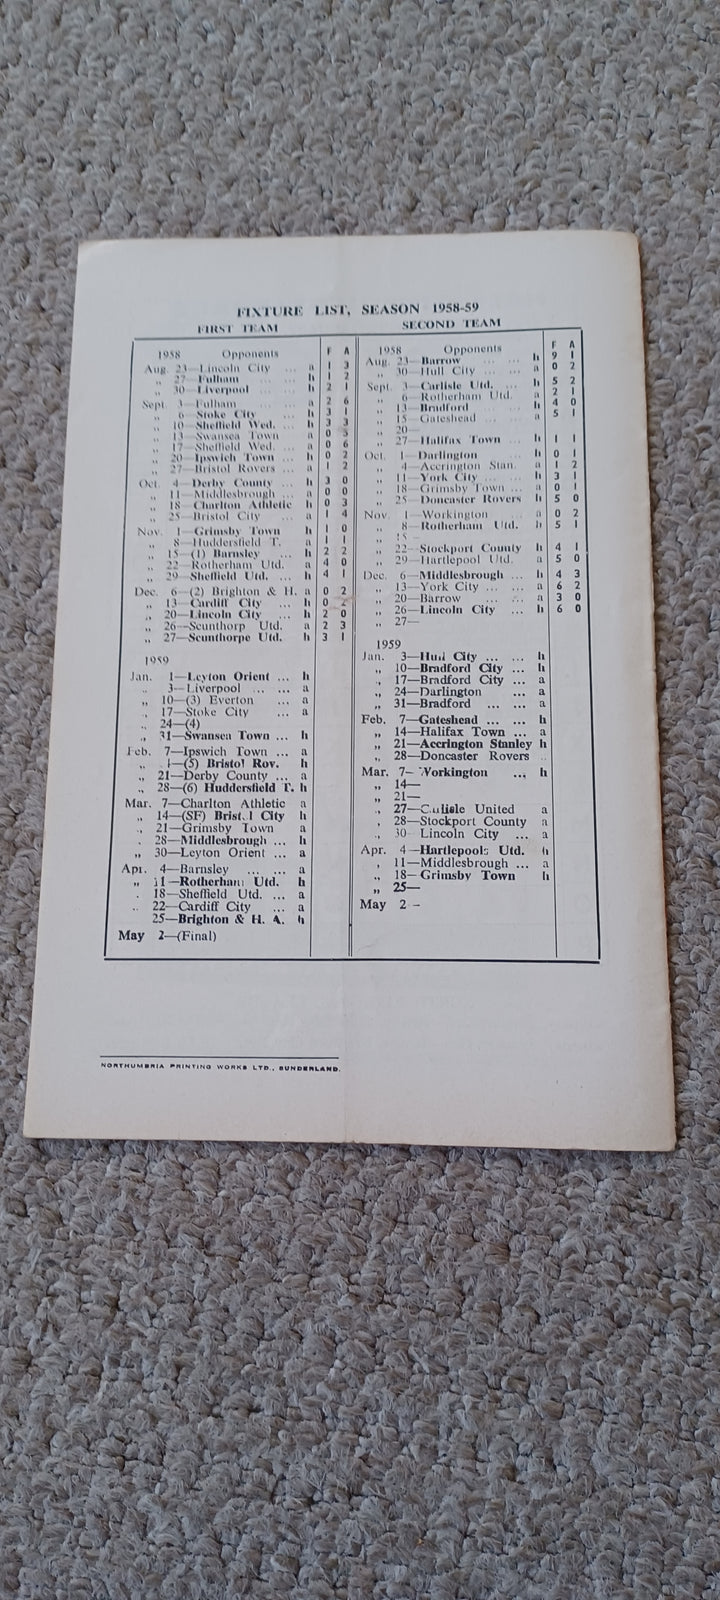 FIXTURE LIST, SEASON 1958-59
FIRST TEAM
1958 Opponents F A
Aug. 23—Lincoln City ... a 1 3
„ 27—Fulham ... h 1 2
„ 30—Liverpool ... h 2 1
Sept. 3—Fulham ... a 2 6
„ 6—Stoke City ... h 3 1
„ 10—Sheffield Wed. ... h 3 3
„ 13—Swansea Town a 0 5
„ 17—Sheffield Wed. ... a 0 6
„ 20—Ipswich Town h 0 2
„ 27—Bristol Rovers ... a 1 2
Oct. 4—Derby County ... h 3 0
„ 11—Middlesbrough ... a 0 0
„ 18—Charlton Athletic h 0 3
„ 25—Bristol City ... a 1 4
Nov. 1—Grimsby Town h 1 0
„ 8—Huddersfield T. a 1 1
„ 15—(1) Barnsley ... h 2 2
„ 22—Rotherham Utd. a 4 0
„ 29—Sheffield Utd. ... h 4 1
Dec. 6—(2) Brighton & H. a 0 2
„ 13—Cardiff City ... h 0 2
„ 20—Lincoln City ... h 2 0
„ 26—Scunthorp Utd. a 2 3
„ 27—Scunthorpe Utd. h 3 1
1959
Jan. 1—Leyton Orient ... h
„ 3—Liverpool ... ... a
„ 10—(3) Everton ... a
„ 17—Stoke City ... a
„ 24—(4)
„ 31—Swansea Town ... h
Feb. 7—Ipswich Town ... a
„ 1—(5) Bristol Rov. h
„ 21—Derby County ... a
„ 28—(6) Huddersfield T. h
Mar. 7—Charlton Athletic a
„ 14—(SF) Bristol City h
„ 21—Grimsby Town a
„ 28—Middlesbrough ... h
„ 30—Leyton Orient ... a
Apr. 4—Barnsley ... a
„ 11—Rotherham Utd. h
„ 18—Sheffield Utd. ... a
„ 22—Cardiff City ... a
25—Brighton & H. A. h
May 2—(Final)
SECOND TEAM
1958 Opponents F A
Aug. 23—Barrow ... ... h 9 1
„ 30—Hull City ... ... a 0 2
Sept. 3—Carlisle Utd. ... h 5 2
„ 6—Rotherham Utd. a 2 1
„ 13—Bradford ... h 4 0
„ 15—Gateshead ... a 5 1
„ 20—
„ 27—Halifax Town ... h 1 1
Oct. 1—Darlington ... h 0 1
„ 4—Accrington Stan. a 1 2
„ 11—York City ... h 3 1
„ 18—Grimsby Town ... a 0 1
„ 25—Doncaster Rovers h 5 0
Nov. 1—Workington ... a 0 2
„ 8—Rotherham Utd. h 5 1
„ 15—
„ 22—Stockport County h 4 1
„ 29—Hartlepool Utd. a 5 0
Dec. 6—Middlesbrough ... h 4 3
„ 13—York City ... a 6 2
„ 20—Barrow ... a 3 0
„ 26—Lincoln City ... h 6 0
„ 27—
1959
Jan. 3—Hull City ... ... h
„ 10—Bradford City ... h
„ 17—Bradford City ... a
„ 24—Darlington ... a
„ 31—Bradford ... ... a
Feb. 7—Gateshead ... ... h
„ 14—Halifax Town ... a
„ 21—Accrington Stanley h
„ 28—Doncaster Rovers ..
Mar. 7—Workington ... h
„ 14—
„ 21—
„ 27—Carlisle United a
„ 28—Stockport County a
„ 30 Lincoln City ... a
Apr. 4—Hartlepools Utd. h
„ 11—Middlesbrough ... a
„ 18—Grimsby Town h
„ 25—
May 2 -
NORTHUMBRIA PRINTING WORKS LTD., SUNDERLAND.